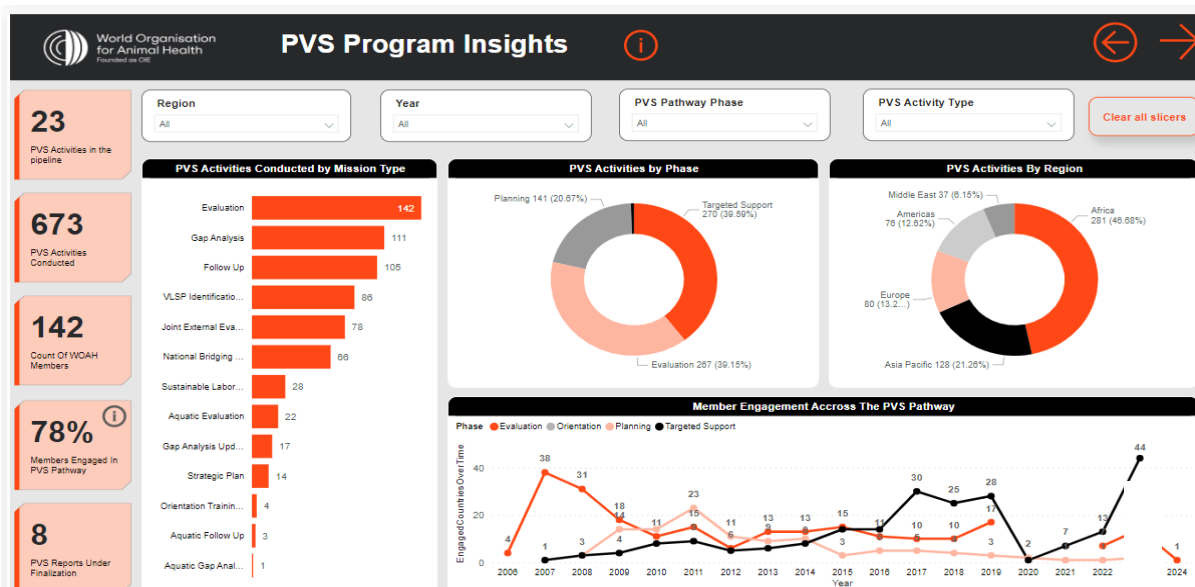 World Organisation
for Animal Health
Founded as OIE
PVS Program Insights
i
23
PVS Activities in the
pipeline
673
PVS Activities
Conducted
142
Count Of WOAH
Members
78%
i
Members Engaged In
PVS Pathway
8
PVS Reports Under
Finalization
Region
All
Year
All
PVS Pathway Phase
All
PVS Activity Type
All
Clear all slicers
PVS Activities Conducted by Mission Type
Evaluation 142
Gap Analysis 111
Follow Up 105
VLSP Identificatio... 86
Joint External Eva... 78
National Bridging ... 66
Sustainable Labor... 28
Aquatic Evaluation 22
Gap Analysis Upd... 17
Strategic Plan 14
Orientation Trainin... 4
Aquatic Follow Up 3
Aquatic Gap Anal... 1
PVS Activities by Phase
Planning 141 (20.67%)
Targeted Support
270 (39.59%)
Evaluation 267 (39.15%)
PVS Activities By Region
Middle East 37 (6.15%)
Americas
76 (12.62%)
Africa
281 (46.68%)
Europe
80 (13.2...)
Asia Pacific 128 (21.26%)
Member Engagement Accross The PVS Pathway
Phase Evaluation Orientation Planning Targeted Support
EngagedCountriesOverTime
40
20
0
4
38
1
31
3
18
14
4
11
23
15
11
6
13
9
13
15
3
11
30
10
5
25
10
28
17
3
2
7
13
44
1
2006 2007 2008 2009 2010 2011 2012 2013 2014 2015 2016 2017 2018 2019 2020 2021 2022 2024
Year